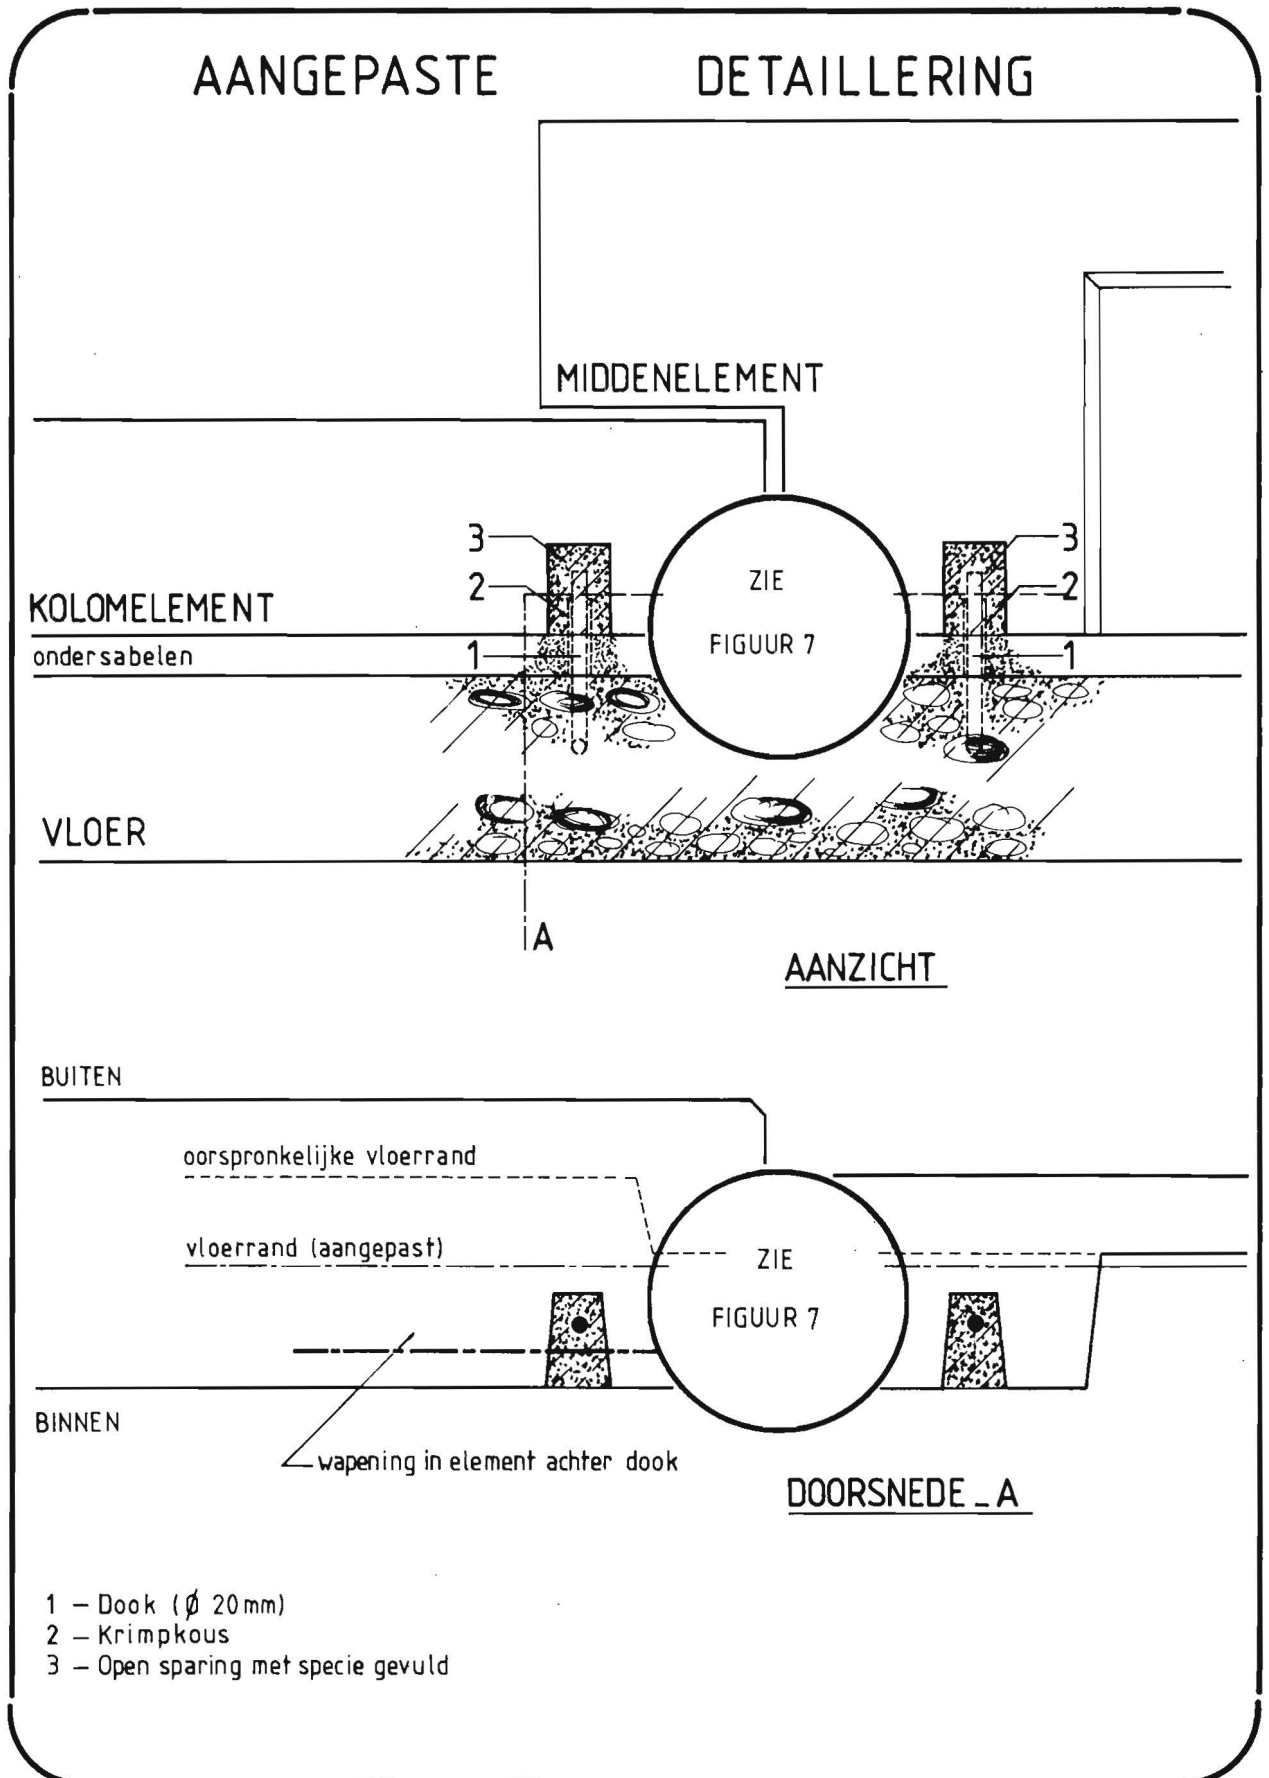 AANGEPASTE DETAILLERING
MIDDENELEMENT
3
3
2
ZIE
2
KOLOMELEMENT
FIGUUR 7
ondersabelen
1
1
VLOER
A
AANZICHT
BUITEN
oorspronkelijke vloerrand
vloerrand (aangepast)
ZIE
FIGUUR 7
BINNEN
wapening in element achter dook
DOORSNEDE - A
1 - Dook (Ø 20mm)
2 - Krimpkous
3 - Open sparing met specie gevuld